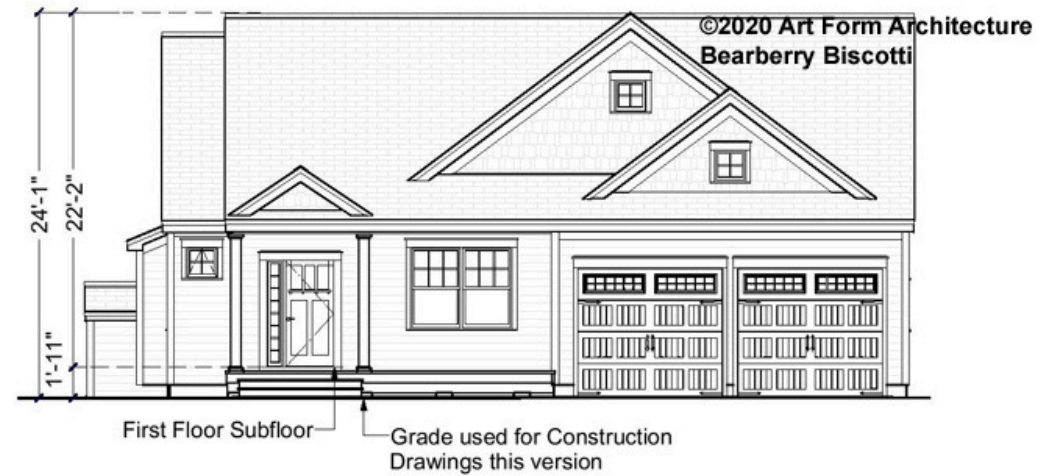 ©2020 Art Form Architecture
Bearberry Biscotti
24'-1"
22'-2"
1'-11"
First Floor Subfloor
Grade used for Construction
Drawings this version